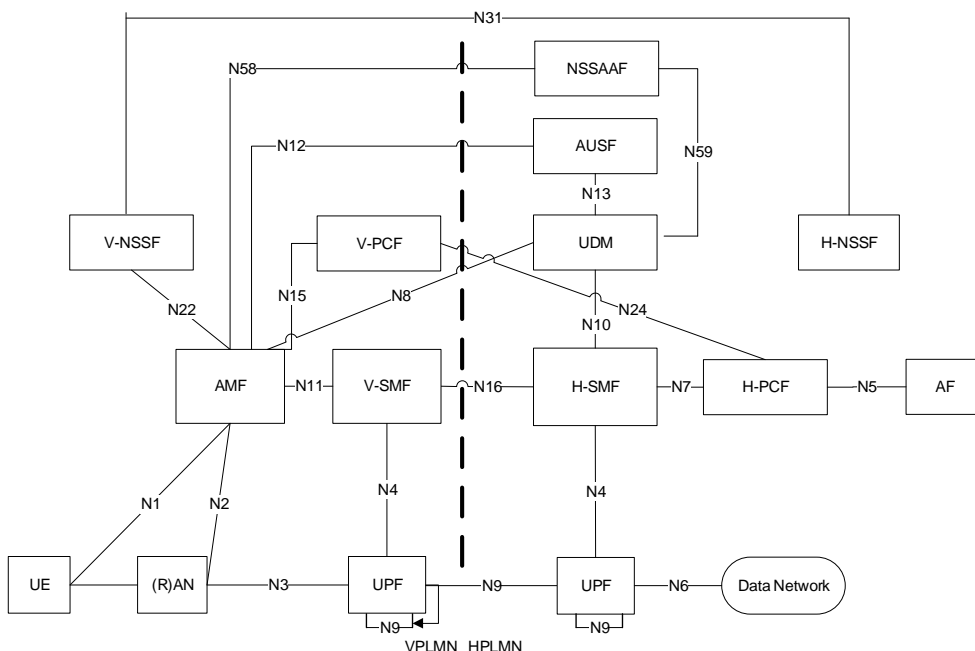 N31
N58
NSSAAF
N12
AUSF
N59
N13
V-NSSF
V-PCF
UDM
H-NSSF
N22
N15
N8
N24
N10
AMF
N11
V-SMF
N16
H-SMF
N7
H-PCF
N5
AF
N1
N2
N4
N4
UE
(R)AN
N3
UPF
N9
UPF
N6
Data Network
N9
N9
VPLMN HPLMN